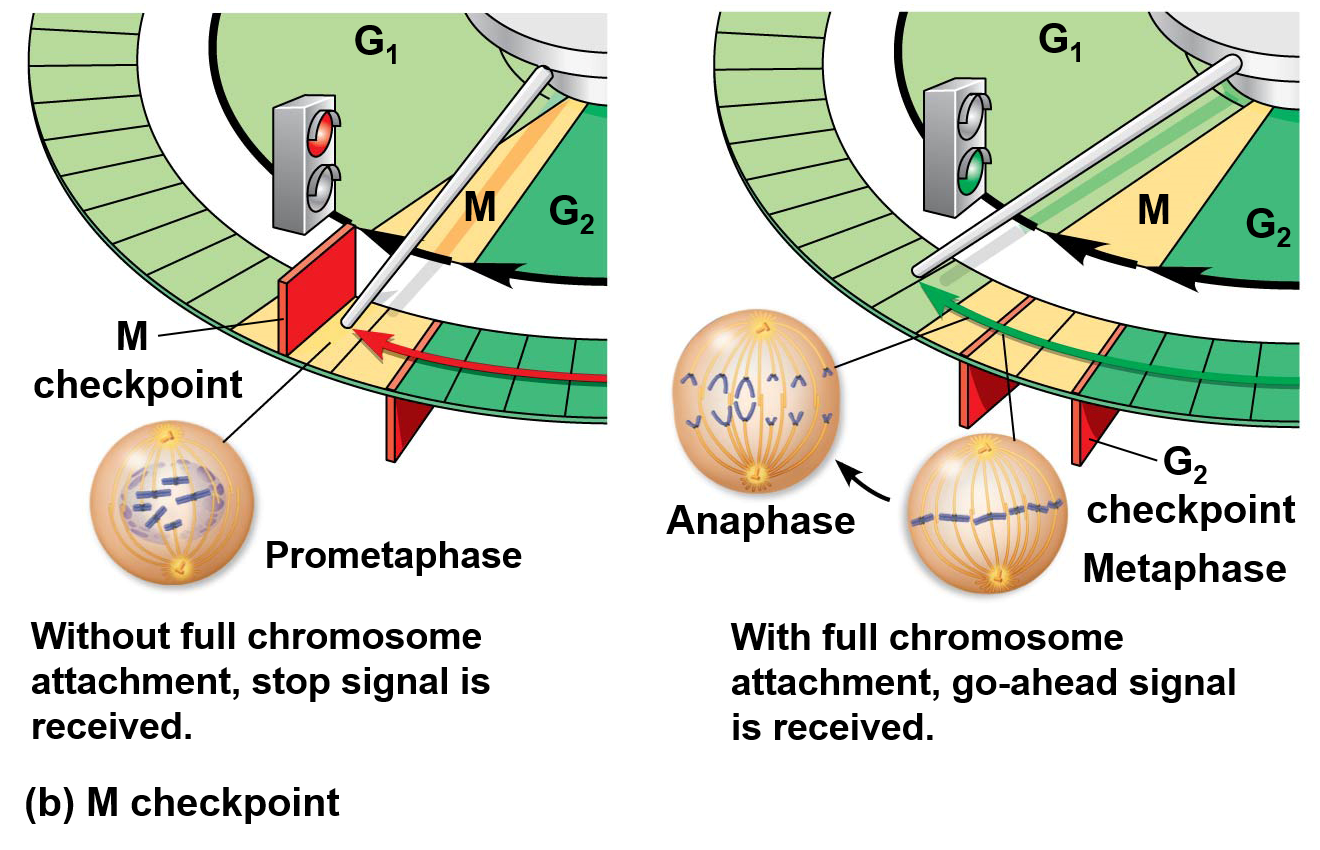 G₁
M
G₂
M
checkpoint
Prometaphase
Without full chromosome
attachment, stop signal is
received.
G₁
M
G₂
Anaphase
G₂
checkpoint
Metaphase
With full chromosome
attachment, go-ahead signal
is received.
(b) M checkpoint